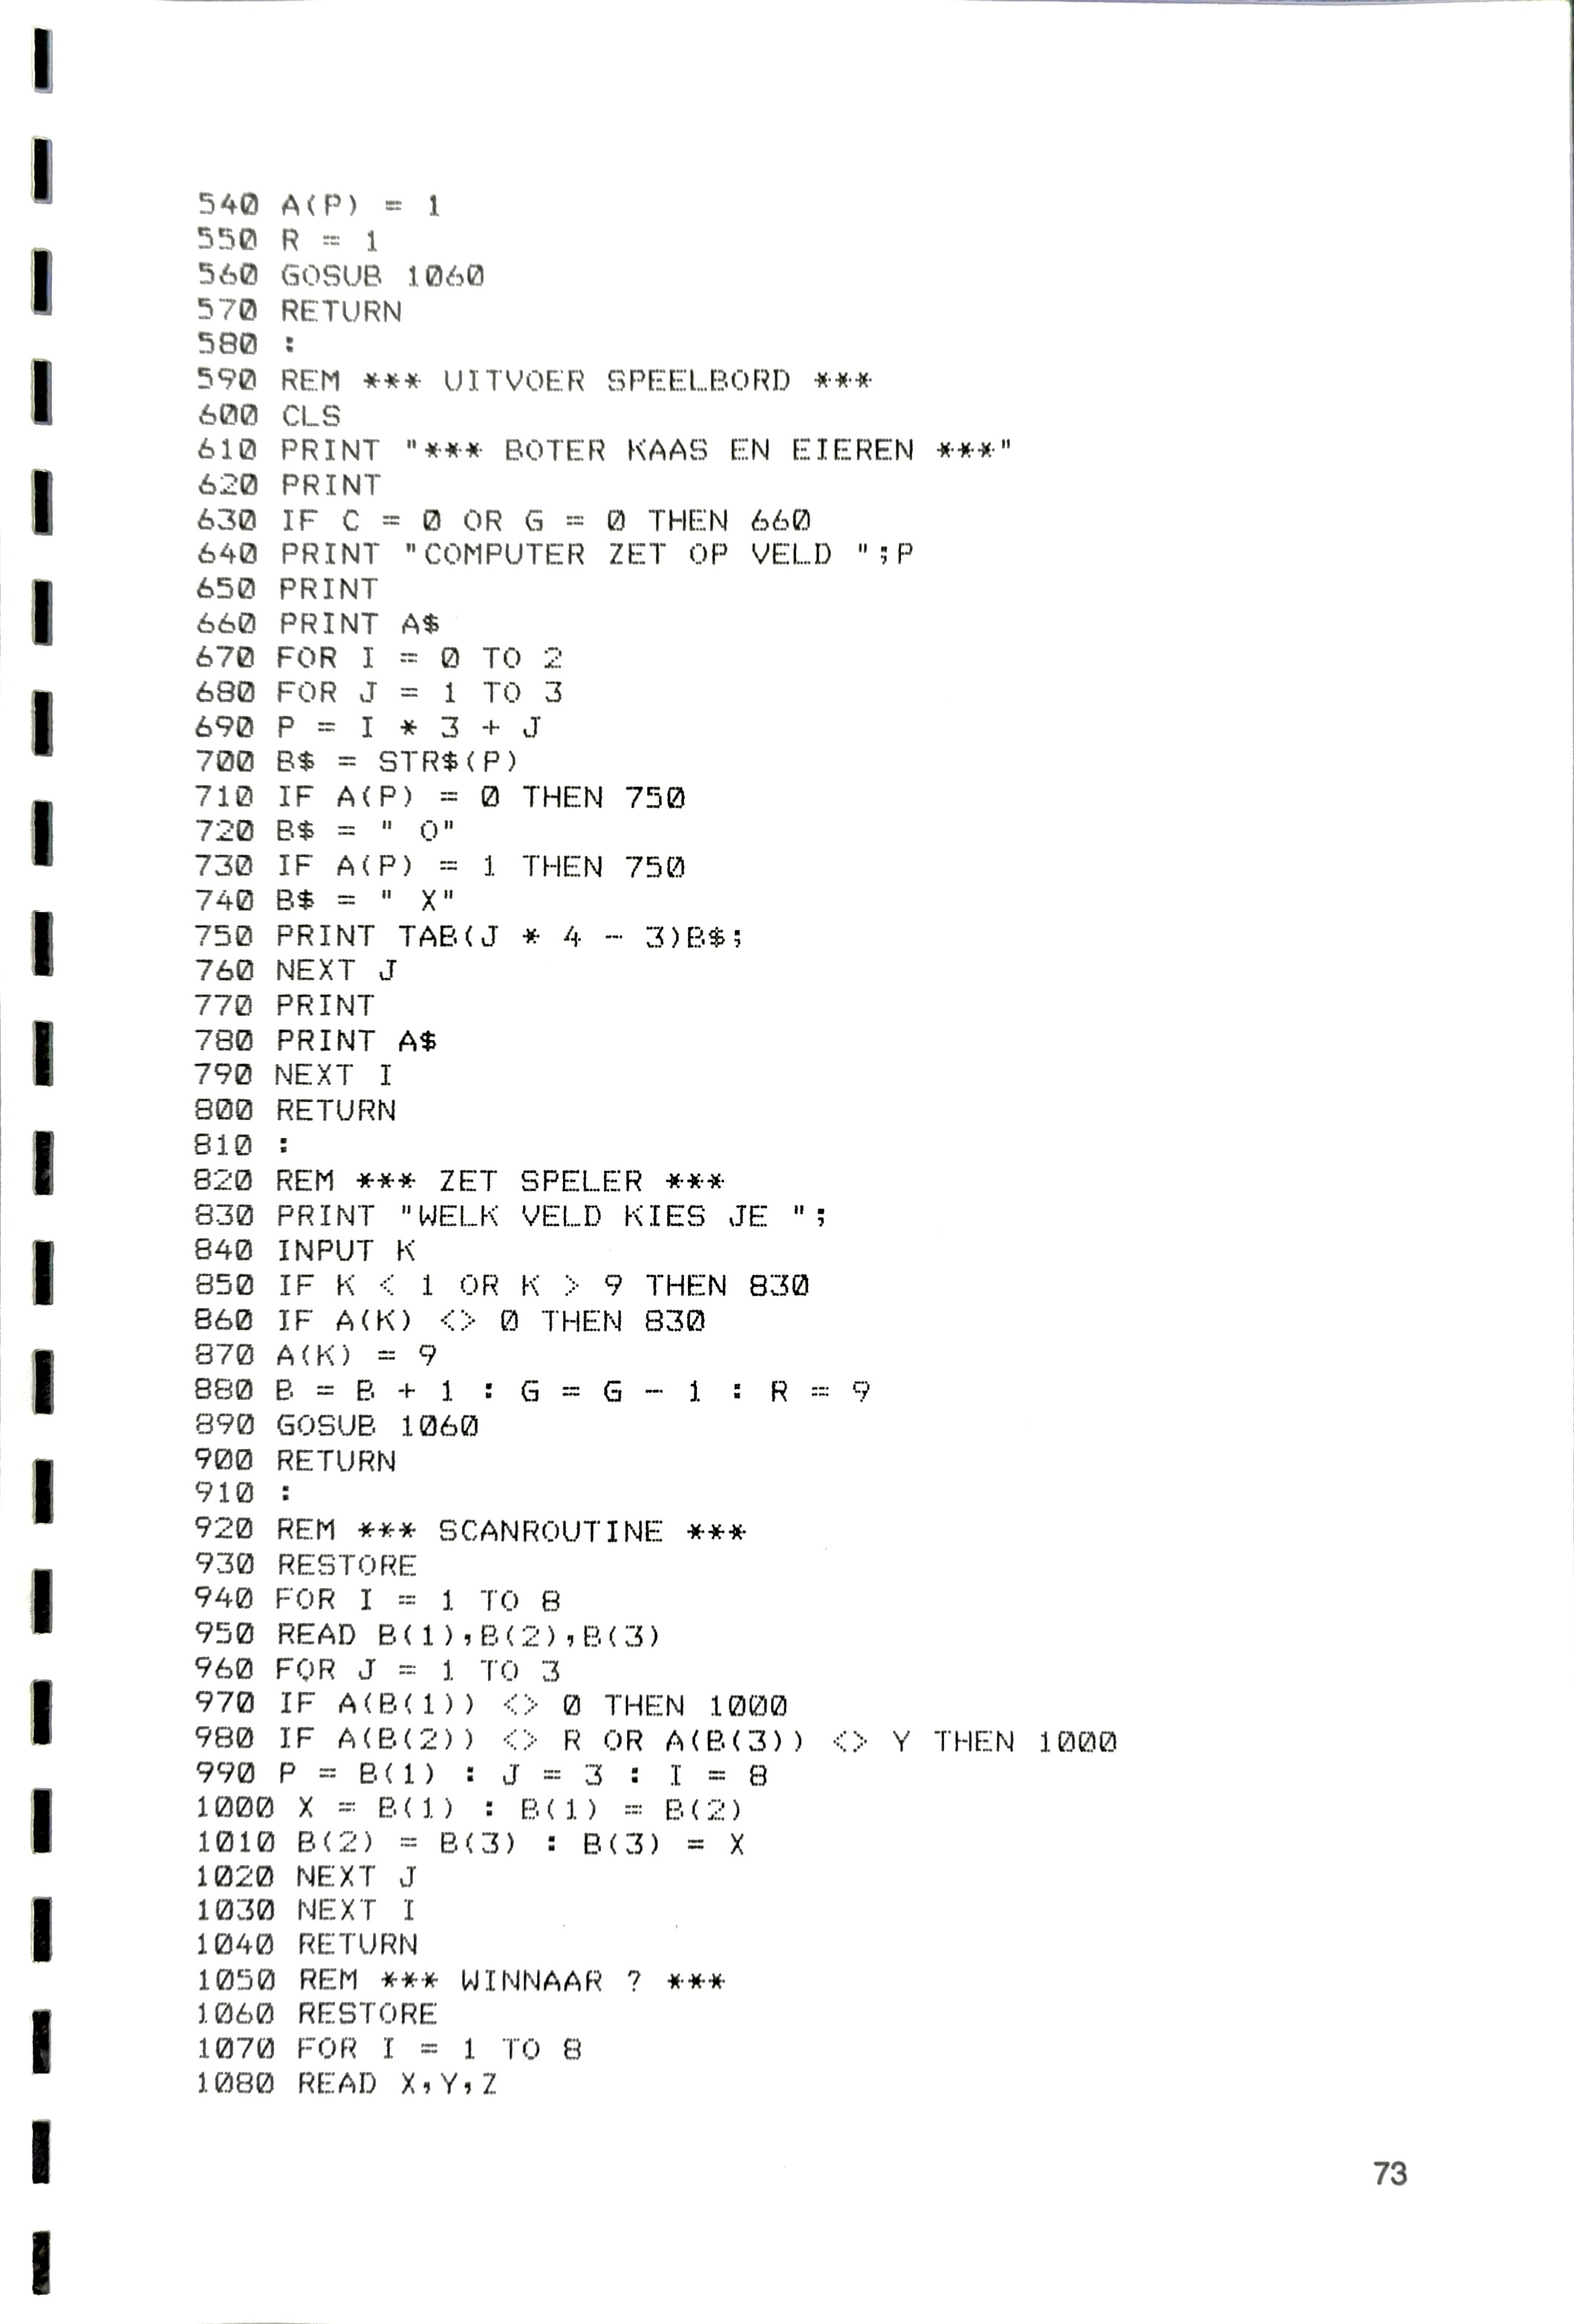 540 A(P) = 1
550 R = 1
560 GOSUB 1060
570 RETURN
580 :
590 REM *** UITVOER SPEELBORD ***
600 CLS
610 PRINT "*** BOTER KAAS EN EIEREN ***"
620 PRINT
630 IF C = 0 OR G = 0 THEN 660
640 PRINT "COMPUTER ZET OP VELD ";P
650 PRINT
660 PRINT A$
670 FOR I = 0 TO 2
680 FOR J = 1 TO 3
690 P = I * 3 + J
700 B$ = STR$(P)
710 IF A(P) = 0 THEN 750
720 B$ = " O"
730 IF A(P) = 1 THEN 750
740 B$ = " X"
750 PRINT TAB(J * 4 - 3)B$;
760 NEXT J
770 PRINT
780 PRINT A$
790 NEXT I
800 RETURN
810 :
820 REM *** ZET SPELER ***
830 PRINT "WELK VELD KIES JE ";
840 INPUT K
850 IF K < 1 OR K > 9 THEN 830
860 IF A(K) <> 0 THEN 830
870 A(K) = 9
880 B = B + 1 : G = G - 1 : R = 9
890 GOSUB 1060
900 RETURN
910 :
920 REM *** SCANROUTINE ***
930 RESTORE
940 FOR I = 1 TO 8
950 READ B(1),B(2),B(3)
960 FOR J = 1 TO 3
970 IF A(B(1)) <> 0 THEN 1000
980 IF A(B(2)) <> R OR A(B(3)) <> Y THEN 1000
990 P = B(1) : J = 3 : I = 8
1000 X = B(1) : B(1) = B(2)
1010 B(2) = B(3) : B(3) = X
1020 NEXT J
1030 NEXT I
1040 RETURN
1050 REM *** WINNAAR ? ***
1060 RESTORE
1070 FOR I = 1 TO 8
1080 READ X,Y,Z
73